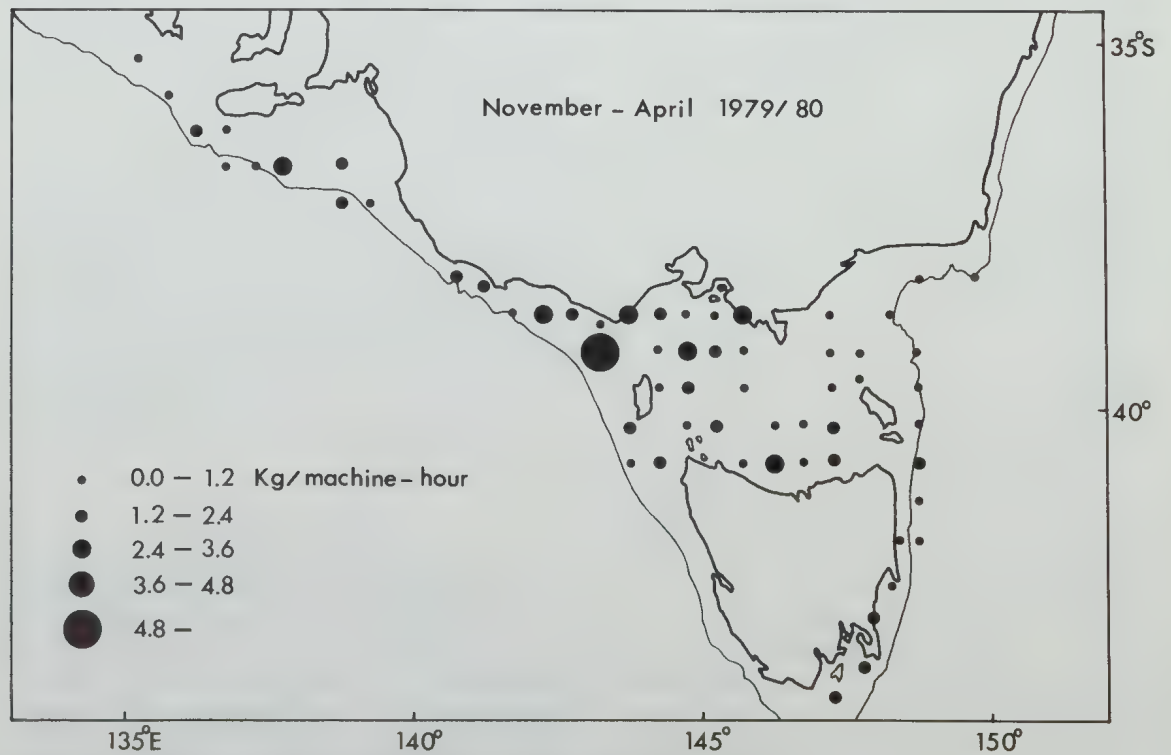 35°S
November – April 1979/80
40°
0.0 – 1.2 Kg/machine–hour
1.2 – 2.4
2.4 – 3.6
3.6 – 4.8
4.8 –
135°E 140° 145° 150°